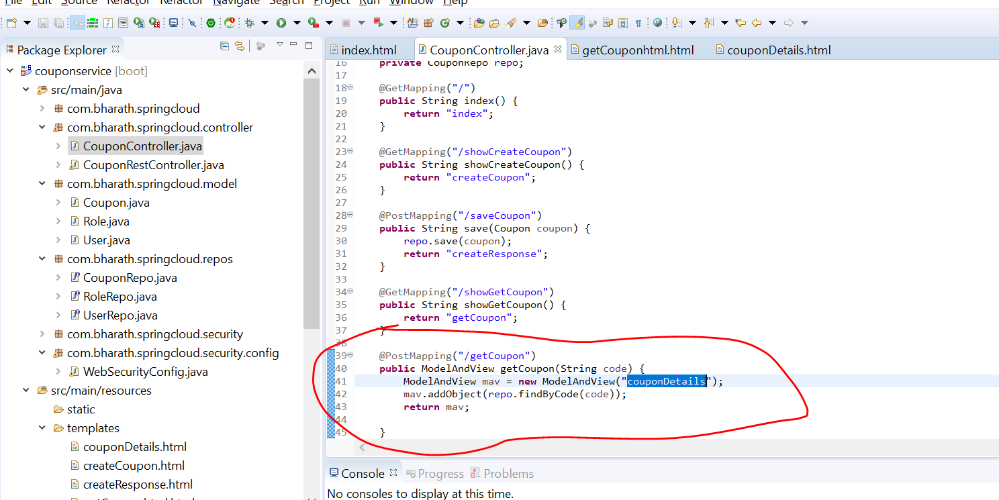 File Edit Source Refactor Refactor Navigate Search Project Run Window Help
Package Explorer
index.html CouponController.java getCouponhtml.html couponDetails.html
couponservice [boot]
src/main/java
com.bharath.springcloud
com.bharath.springcloud.controller
CouponController.java
CouponRestController.java
com.bharath.springcloud.model
Coupon.java
Role.java
User.java
com.bharath.springcloud.repos
CouponRepo.java
RoleRepo.java
UserRepo.java
com.bharath.springcloud.security
com.bharath.springcloud.security.config
WebSecurityConfig.java
src/main/resources
static
templates
couponDetails.html
createCoupon.html
createResponse.html
16 private CouponRepo repo;
17
18 @GetMapping("/")
19 public String index() {
20 return "index";
21 }
22
23 @GetMapping("/showCreateCoupon")
24 public String showCreateCoupon() {
25 return "createCoupon";
26 }
27
28 @PostMapping("/saveCoupon")
29 public String save(Coupon coupon) {
30 repo.save(coupon);
31 return "createResponse";
32 }
33
34 @GetMapping("/showGetCoupon")
35 public String showGetCoupon() {
36 return "getCoupon";
37 }
38
39 @PostMapping("/getCoupon")
40 public ModelAndView getCoupon(String code) {
41 ModelAndView mav = new ModelAndView("couponDetails");
42 mav.addObject(repo.findByCode(code));
43 return mav;
44
45 }
Console Progress Problems
No consoles to display at this time.